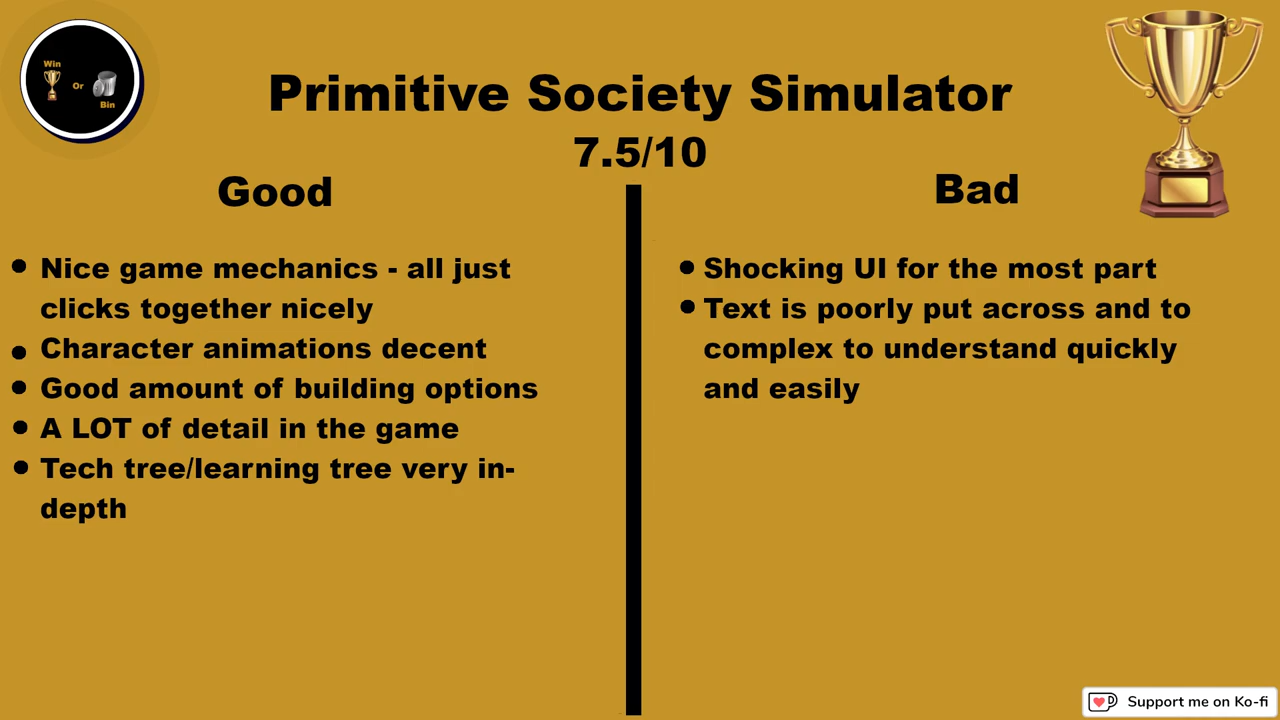 Win
Or
Bin
Primitive Society Simulator
7.5/10
Good
Bad
Nice game mechanics - all just
clicks together nicely
Character animations decent
Good amount of building options
A LOT of detail in the game
Tech tree/learning tree very in-
depth
Shocking UI for the most part
Text is poorly put across and to
complex to understand quickly
and easily
Support me on Ko-fi